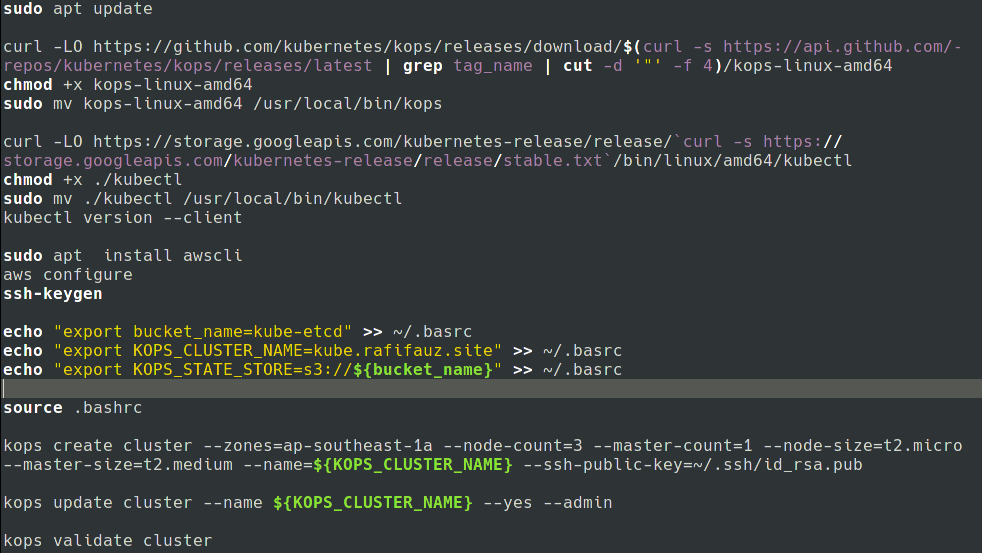 sudo apt update
curl -LO https://github.com/kubernetes/kops/releases/download/$(curl -s https://api.github.com/-
repos/kubernetes/kops/releases/latest | grep tag_name | cut -d '"' -f 4)/kops-linux-amd64
chmod +x kops-linux-amd64
sudo mv kops-linux-amd64 /usr/local/bin/kops
curl -LO https://storage.googleapis.com/kubernetes-release/release/`curl -s https://
storage.googleapis.com/kubernetes-release/release/stable.txt`/bin/linux/amd64/kubectl
chmod +x ./kubectl
sudo mv ./kubectl /usr/local/bin/kubectl
kubectl version --client
sudo apt  install awscli
aws configure
ssh-keygen
echo "export bucket_name=kube-etcd" >> ~/.basrc
echo "export KOPS_CLUSTER_NAME=kube.rafifauz.site" >> ~/.basrc
echo "export KOPS_STATE_STORE=s3://${bucket_name}" >> ~/.basrc
source .bashrc
kops create cluster --zones=ap-southeast-1a --node-count=3 --master-count=1 --node-size=t2.micro
--master-size=t2.medium --name=${KOPS_CLUSTER_NAME} --ssh-public-key=~/.ssh/id_rsa.pub
kops update cluster --name ${KOPS_CLUSTER_NAME} --yes --admin
kops validate cluster